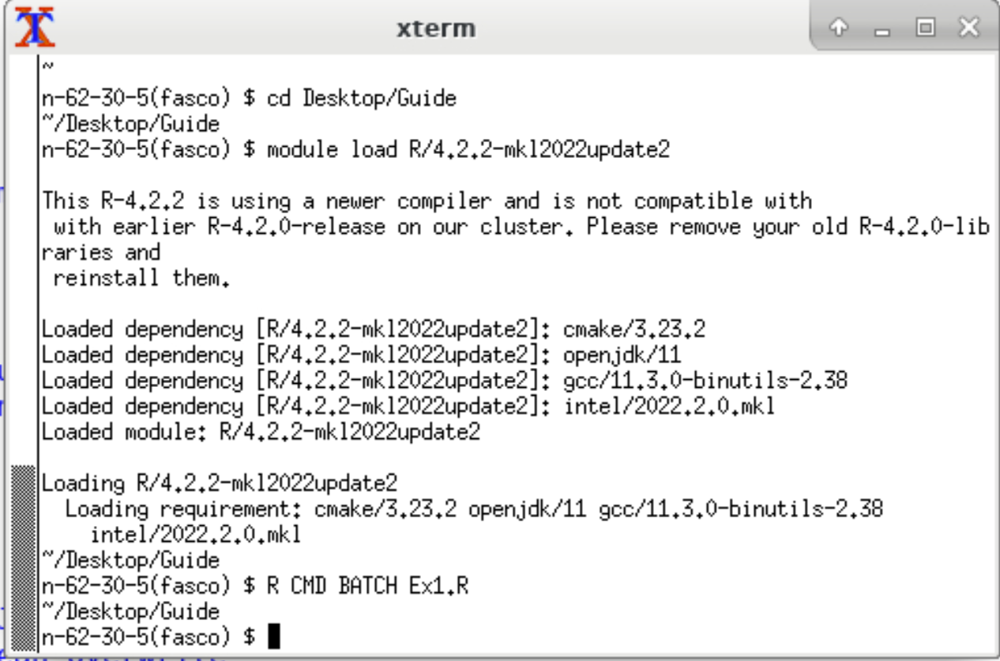 xterm
~
n-62-30-5(fasco) $ cd Desktop/Guide
~/Desktop/Guide
n-62-30-5(fasco) $ module load R/4.2.2-mkl2022update2
This R-4.2.2 is using a newer compiler and is not compatible with
 with earlier R-4.2.0-release on our cluster. Please remove your old R-4.2.0-lib
raries and
 reinstall them.
Loaded dependency [R/4.2.2-mkl2022update2]: cmake/3.23.2
Loaded dependency [R/4.2.2-mkl2022update2]: openjdk/11
Loaded dependency [R/4.2.2-mkl2022update2]: gcc/11.3.0-binutils-2.38
Loaded dependency [R/4.2.2-mkl2022update2]: intel/2022.2.0.mkl
Loaded module: R/4.2.2-mkl2022update2
Loading R/4.2.2-mkl2022update2
  Loading requirement: cmake/3.23.2 openjdk/11 gcc/11.3.0-binutils-2.38
    intel/2022.2.0.mkl
~/Desktop/Guide
n-62-30-5(fasco) $ R CMD BATCH Ex1.R
~/Desktop/Guide
n-62-30-5(fasco) $